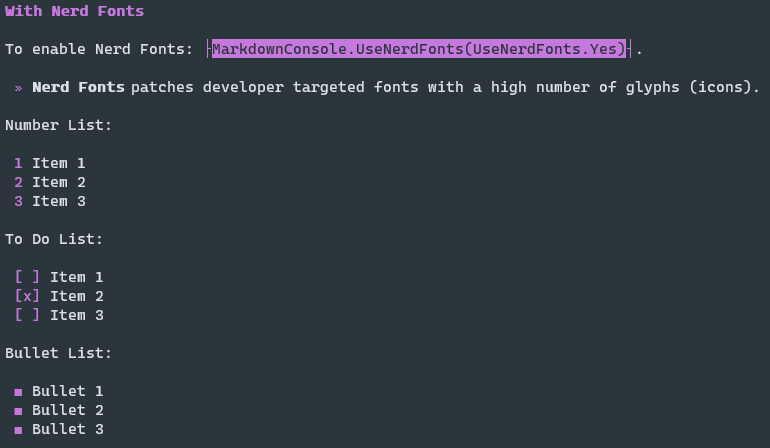 With Nerd Fonts
To enable Nerd Fonts: MarkdownConsole.UseNerdFonts(UseNerdFonts.Yes).
» Nerd Fonts patches developer targeted fonts with a high number of glyphs (icons).
Number List:
1 Item 1
2 Item 2
3 Item 3
To Do List:
[ ] Item 1
[x] Item 2
[ ] Item 3
Bullet List:
■ Bullet 1
■ Bullet 2
■ Bullet 3